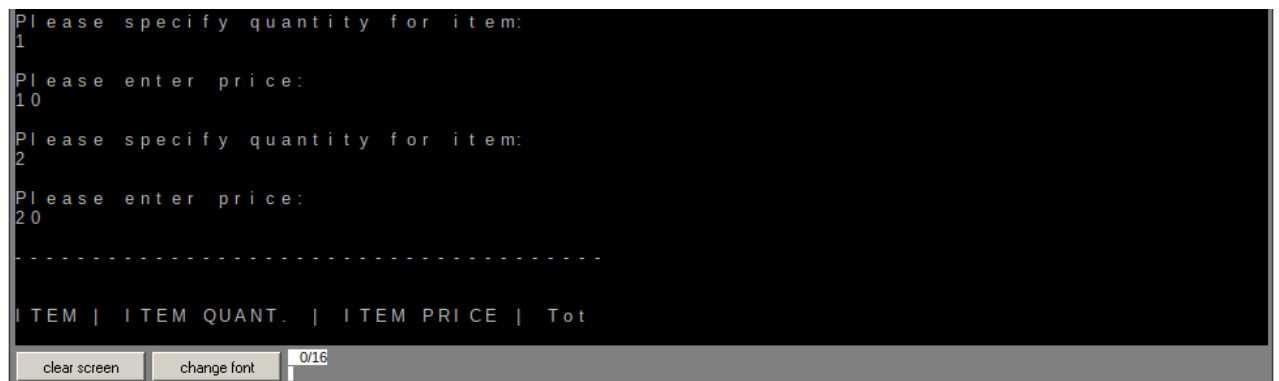 Please specify quantity for item:
1
Please enter price:
10
Please specify quantity for item:
2
Please enter price:
20
---------------------------------------
ITEM | ITEM QUANT. | ITEM PRICE | Tot
clear screen change font 0/16